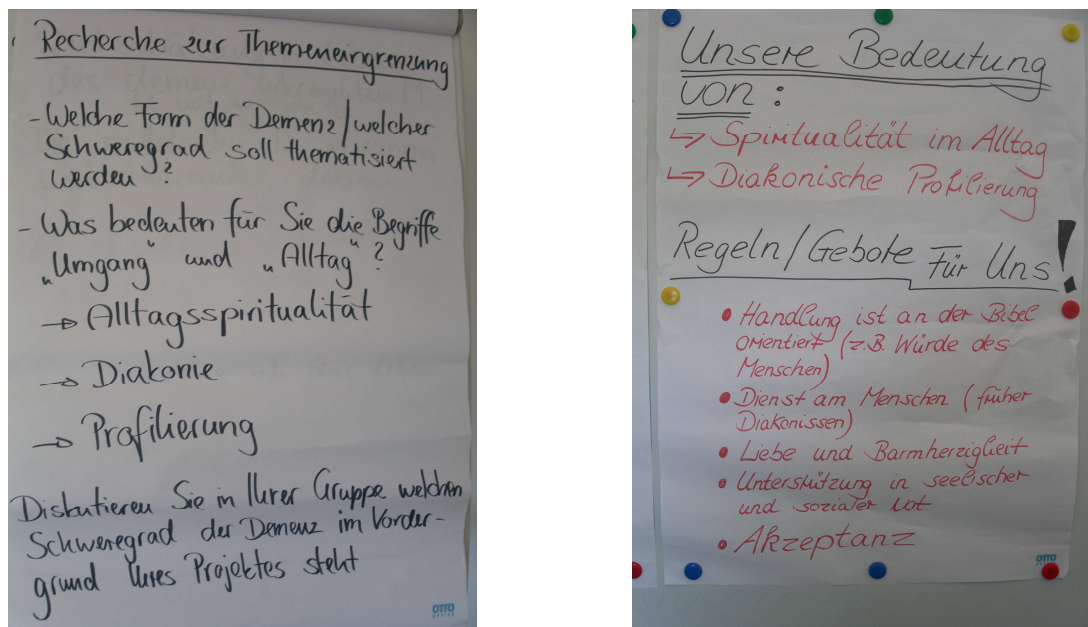 Recherche zur Themeneingrenzung
- Welche Form der Demenz/welcher
Schweregrad soll thematisiert
werden?
- Was bedeuten für Sie die Begriffe
„Umgang“ und „Alltag“?
→ Alltagsspiritualität
→ Diakonie
→ Profilierung
Diskutieren Sie in Ihrer Gruppe welchen
Schweregrad der Demenz im Vorder-
grund Ihres Projektes steht
OTTO
OFFICE
Unsere Bedeutung
von:
↳ Spiritualität im Alltag
↳ Diakonische Profilierung
Regeln/Gebote Für Uns!
• Handlung ist an der Bibel
orientiert (z.B. Würde des
Menschen)
• Dienst am Menschen (früher
Diakonissen)
• Liebe und Barmherzigkeit
• Unterstützung in seelischer
und sozialer Not
• Akzeptanz
OTTO
OFFICE